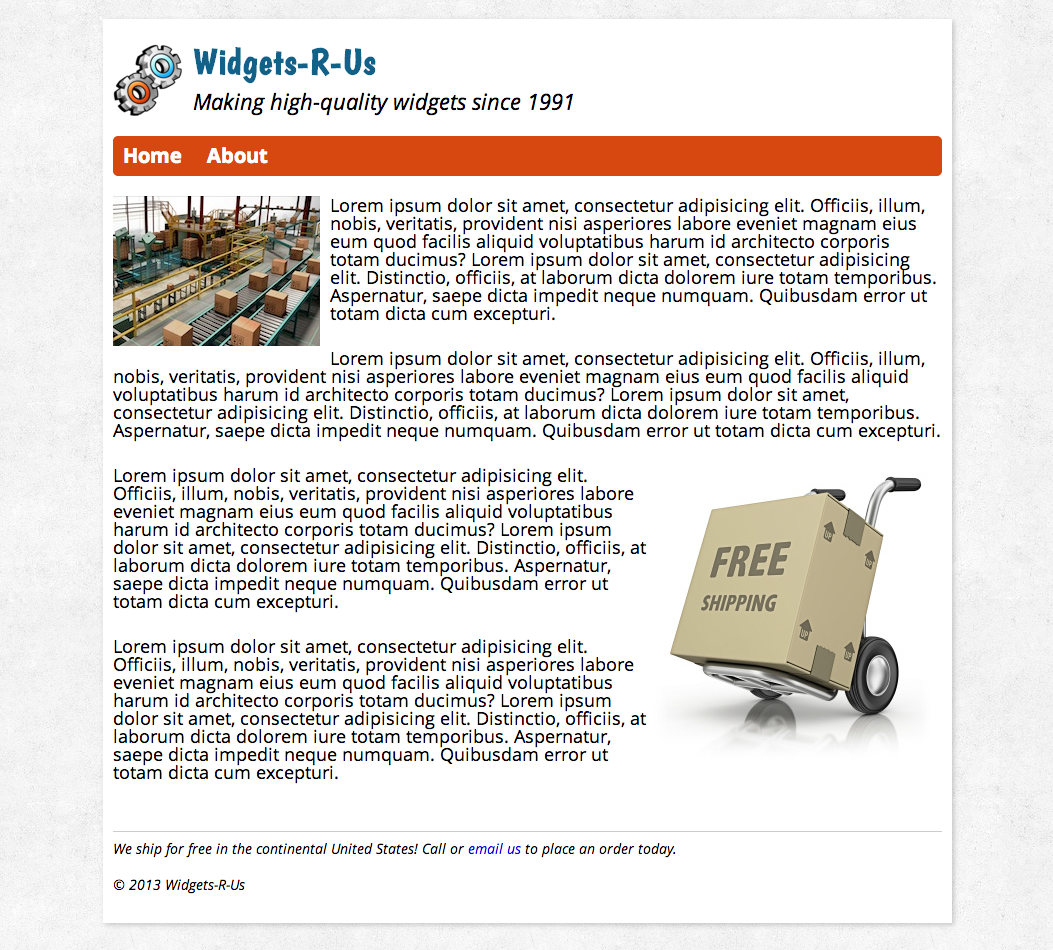 Widgets-R-Us
Making high-quality widgets since 1991
Home About
Lorem ipsum dolor sit amet, consectetur adipisicing elit. Officiis, illum,
nobis, veritatis, provident nisi asperiores labore eveniet magnam eius
eum quod facilis aliquid voluptatibus harum id architecto corporis
totam ducimus? Lorem ipsum dolor sit amet, consectetur adipisicing
elit. Distinctio, officiis, at laborum dicta dolorem iure totam temporibus.
Aspernatur, saepe dicta impedit neque numquam. Quibusdam error ut
totam dicta cum excepturi.
Lorem ipsum dolor sit amet, consectetur adipisicing elit. Officiis, illum,
nobis, veritatis, provident nisi asperiores labore eveniet magnam eius eum quod facilis aliquid
voluptatibus harum id architecto corporis totam ducimus? Lorem ipsum dolor sit amet,
consectetur adipisicing elit. Distinctio, officiis, at laborum dicta dolorem iure totam temporibus.
Aspernatur, saepe dicta impedit neque numquam. Quibusdam error ut totam dicta cum excepturi.
Lorem ipsum dolor sit amet, consectetur adipisicing elit.
Officiis, illum, nobis, veritatis, provident nisi asperiores labore
eveniet magnam eius eum quod facilis aliquid voluptatibus
harum id architecto corporis totam ducimus? Lorem ipsum
dolor sit amet, consectetur adipisicing elit. Distinctio, officiis, at
laborum dicta dolorem iure totam temporibus. Aspernatur,
saepe dicta impedit neque numquam. Quibusdam error ut
totam dicta cum excepturi.
FREE
SHIPPING
UP
UP
UP
UP
Lorem ipsum dolor sit amet, consectetur adipisicing elit.
Officiis, illum, nobis, veritatis, provident nisi asperiores labore
eveniet magnam eius eum quod facilis aliquid voluptatibus
harum id architecto corporis totam ducimus? Lorem ipsum
dolor sit amet, consectetur adipisicing elit. Distinctio, officiis, at
laborum dicta dolorem iure totam temporibus. Aspernatur,
saepe dicta impedit neque numquam. Quibusdam error ut
totam dicta cum excepturi.
We ship for free in the continental United States! Call or email us to place an order today.
© 2013 Widgets-R-Us